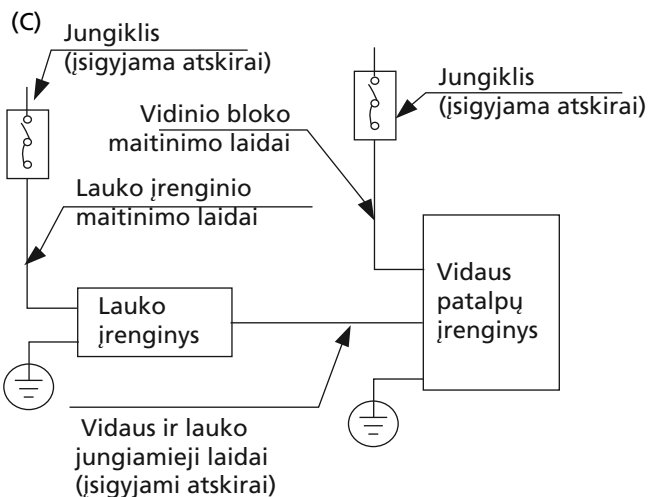 (C)
Jungiklis
(įsigyjama atskirai)
Jungiklis
(įsigyjama atskirai)
Vidinio bloko
maitinimo laidai
Lauko įrenginio
maitinimo laidai
Lauko
įrenginys
Vidaus
patalpų
įrenginys
Vidaus ir lauko
jungiamieji laidai
(įsigyjami atskirai)